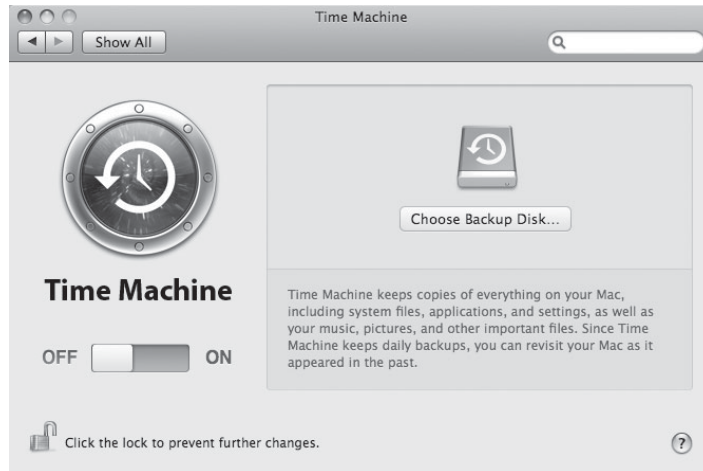 Time Machine
Show All
Choose Backup Disk...
Time Machine
Time Machine keeps copies of everything on your Mac,
including system files, applications, and settings, as well as
your music, pictures, and other important files. Since Time
Machine keeps daily backups, you can revisit your Mac as it
appeared in the past.
OFF ON
Click the lock to prevent further changes.
?